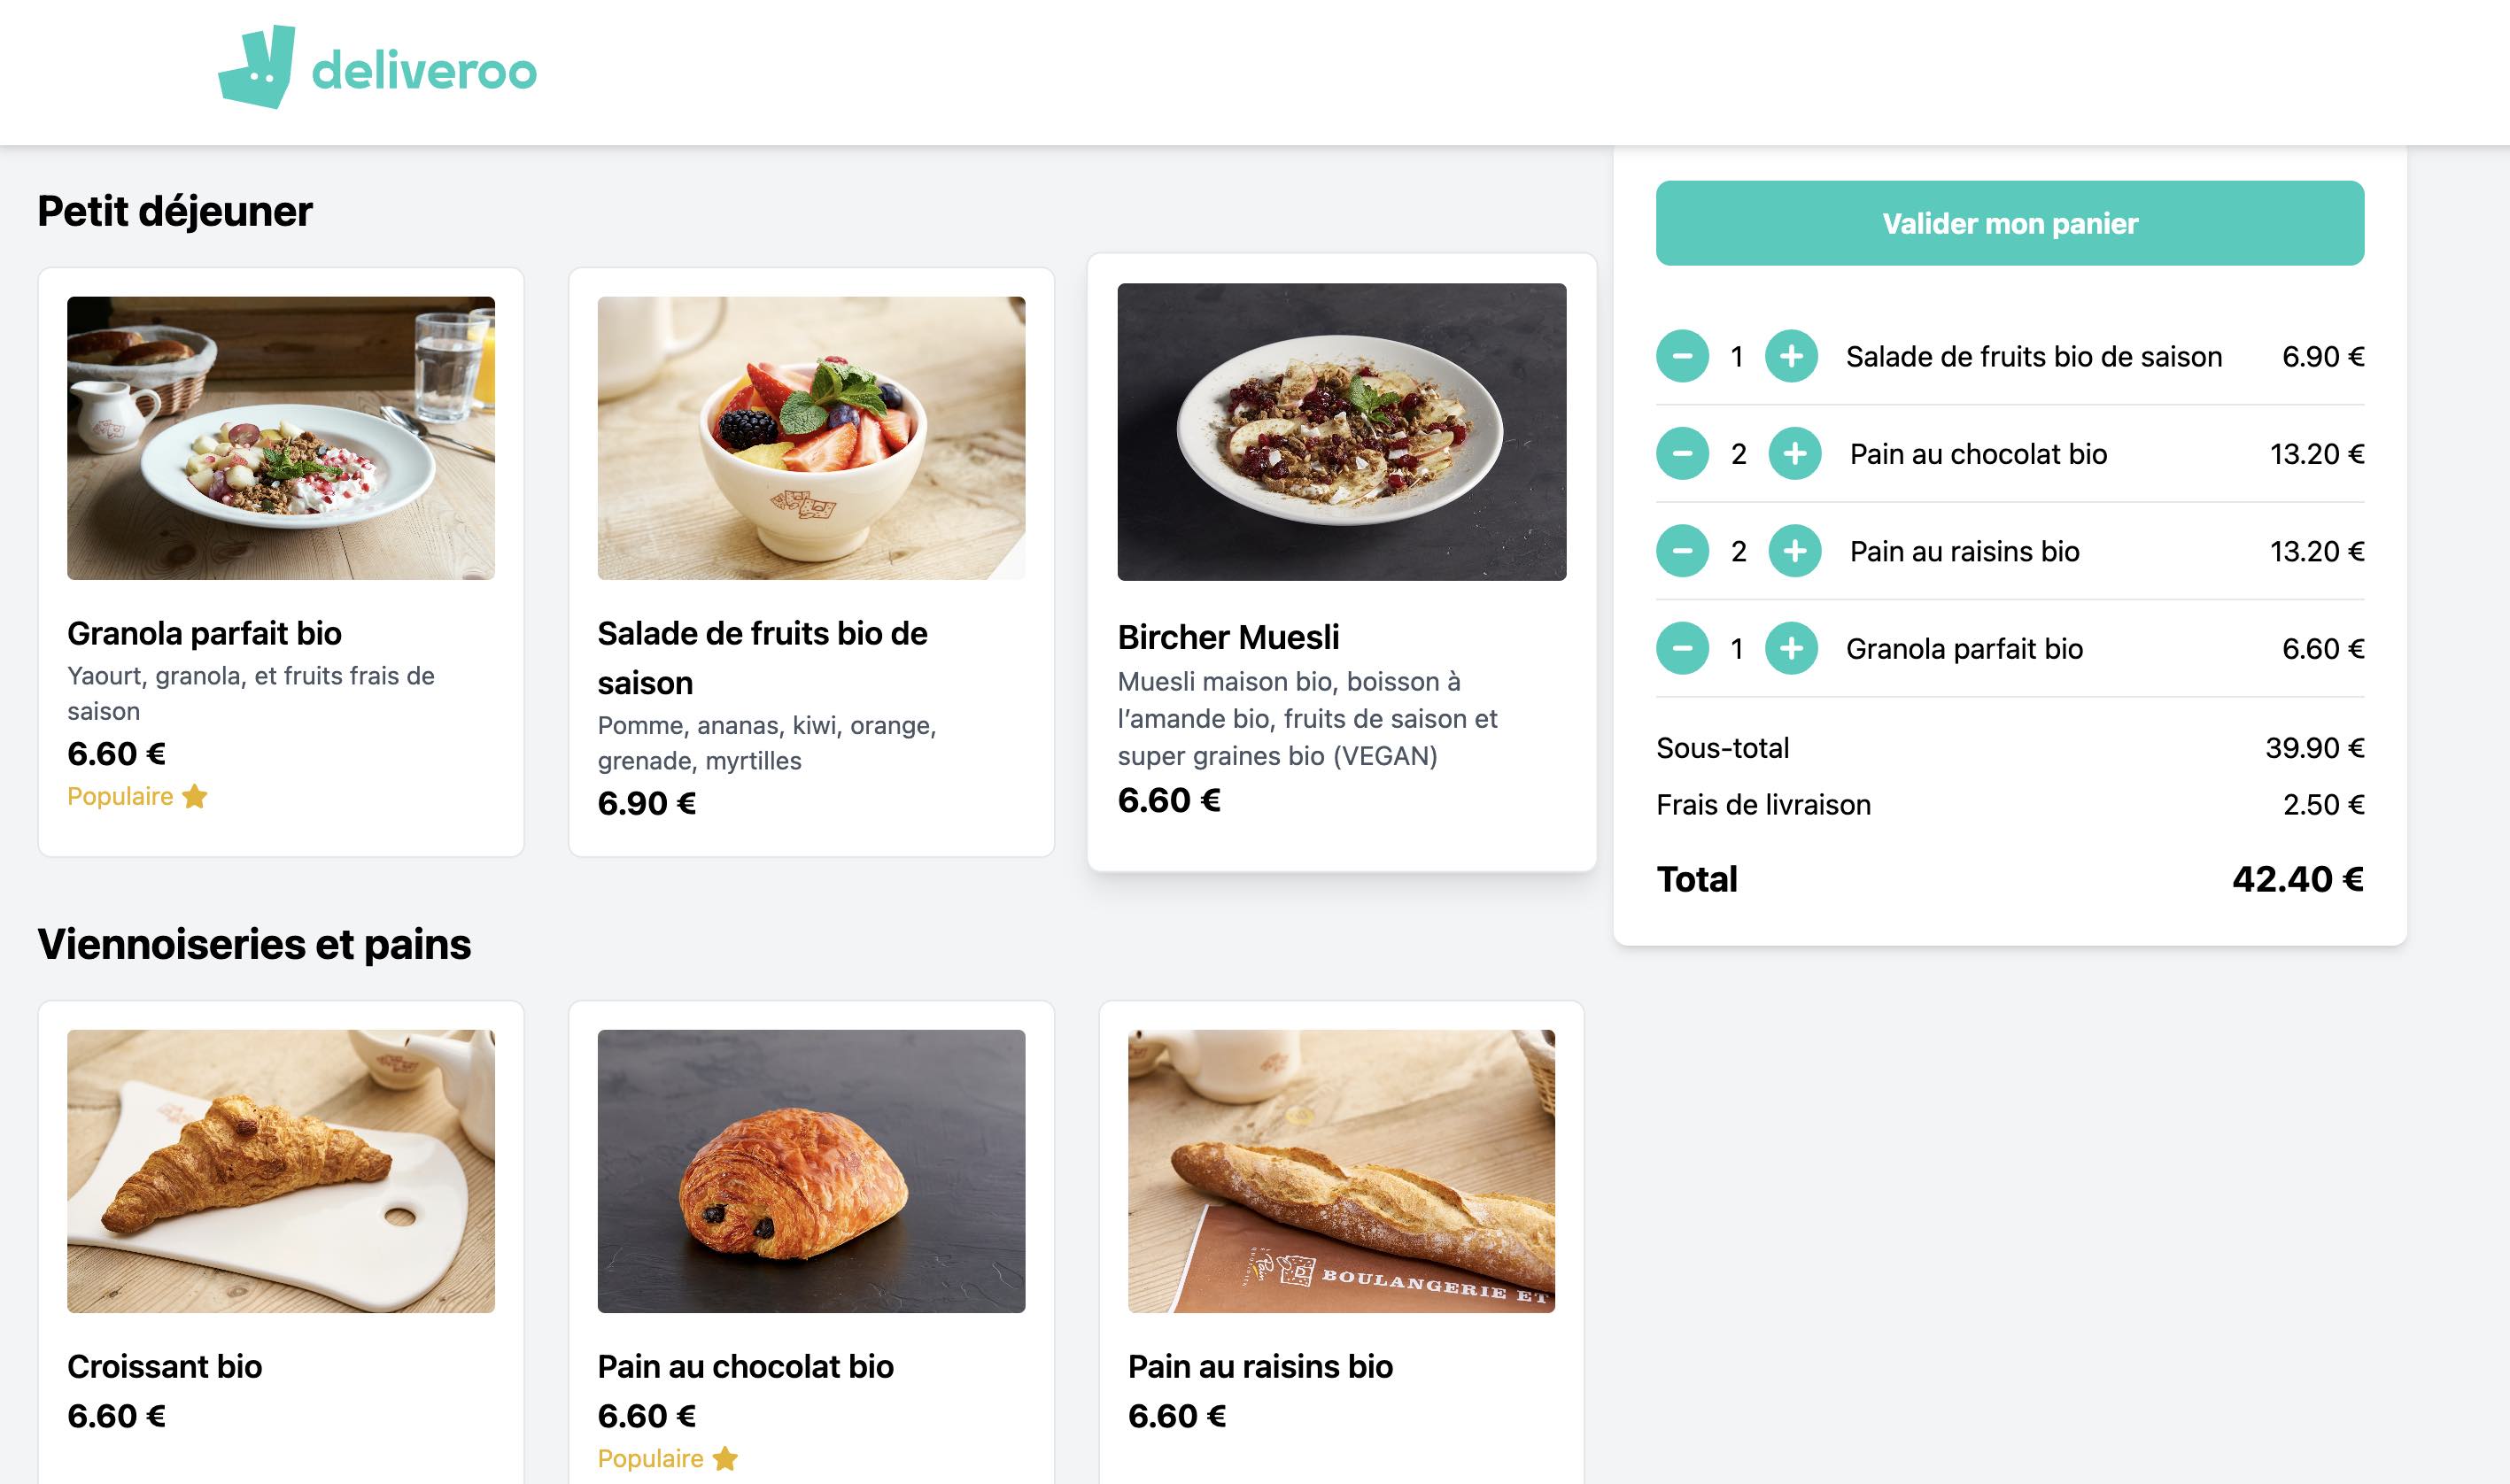 deliveroo
Petit déjeuner
Granola parfait bio
Yaourt, granola, et fruits frais de
saison
6.60 €
Populaire
Salade de fruits bio de
saison
Pomme, ananas, kiwi, orange,
grenade, myrtilles
6.90 €
Bircher Muesli
Muesli maison bio, boisson à
l’amande bio, fruits de saison et
super graines bio (VEGAN)
6.60 €
Viennoiseries et pains
BOULANGERIE ET
Croissant bio
6.60 €
Pain au chocolat bio
6.60 €
Populaire
Pain au raisins bio
6.60 €
Valider mon panier
1 Salade de fruits bio de saison 6.90 €
2 Pain au chocolat bio 13.20 €
2 Pain au raisins bio 13.20 €
1 Granola parfait bio 6.60 €
Sous-total 39.90 €
Frais de livraison 2.50 €
Total 42.40 €